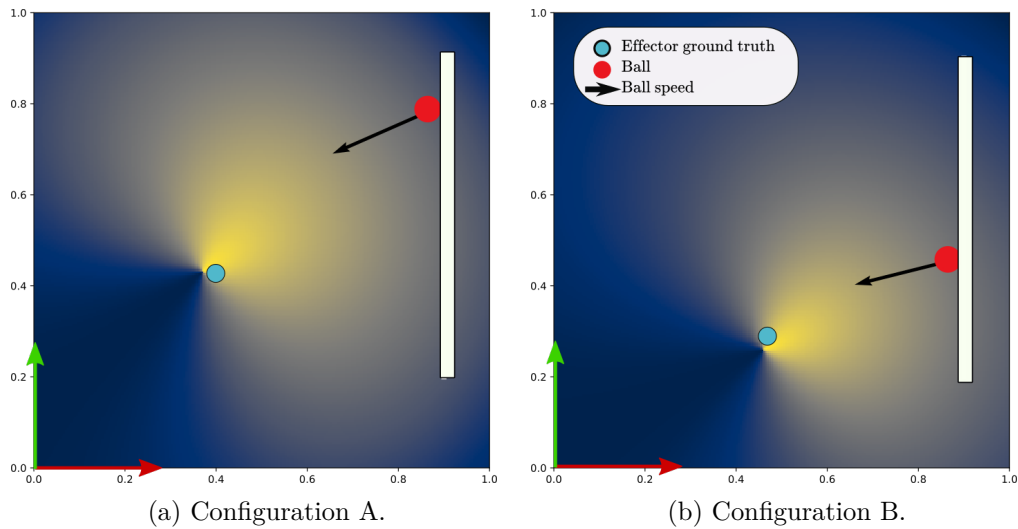 1.0
0.8
0.6
0.4
0.2
0.0
0.0 0.2 0.4 0.6 0.8 1.0
(a) Configuration A.
1.0
0.8
0.6
0.4
0.2
0.0
0.0 0.2 0.4 0.6 0.8 1.0
Effector ground truth
Ball
Ball speed
(b) Configuration B.